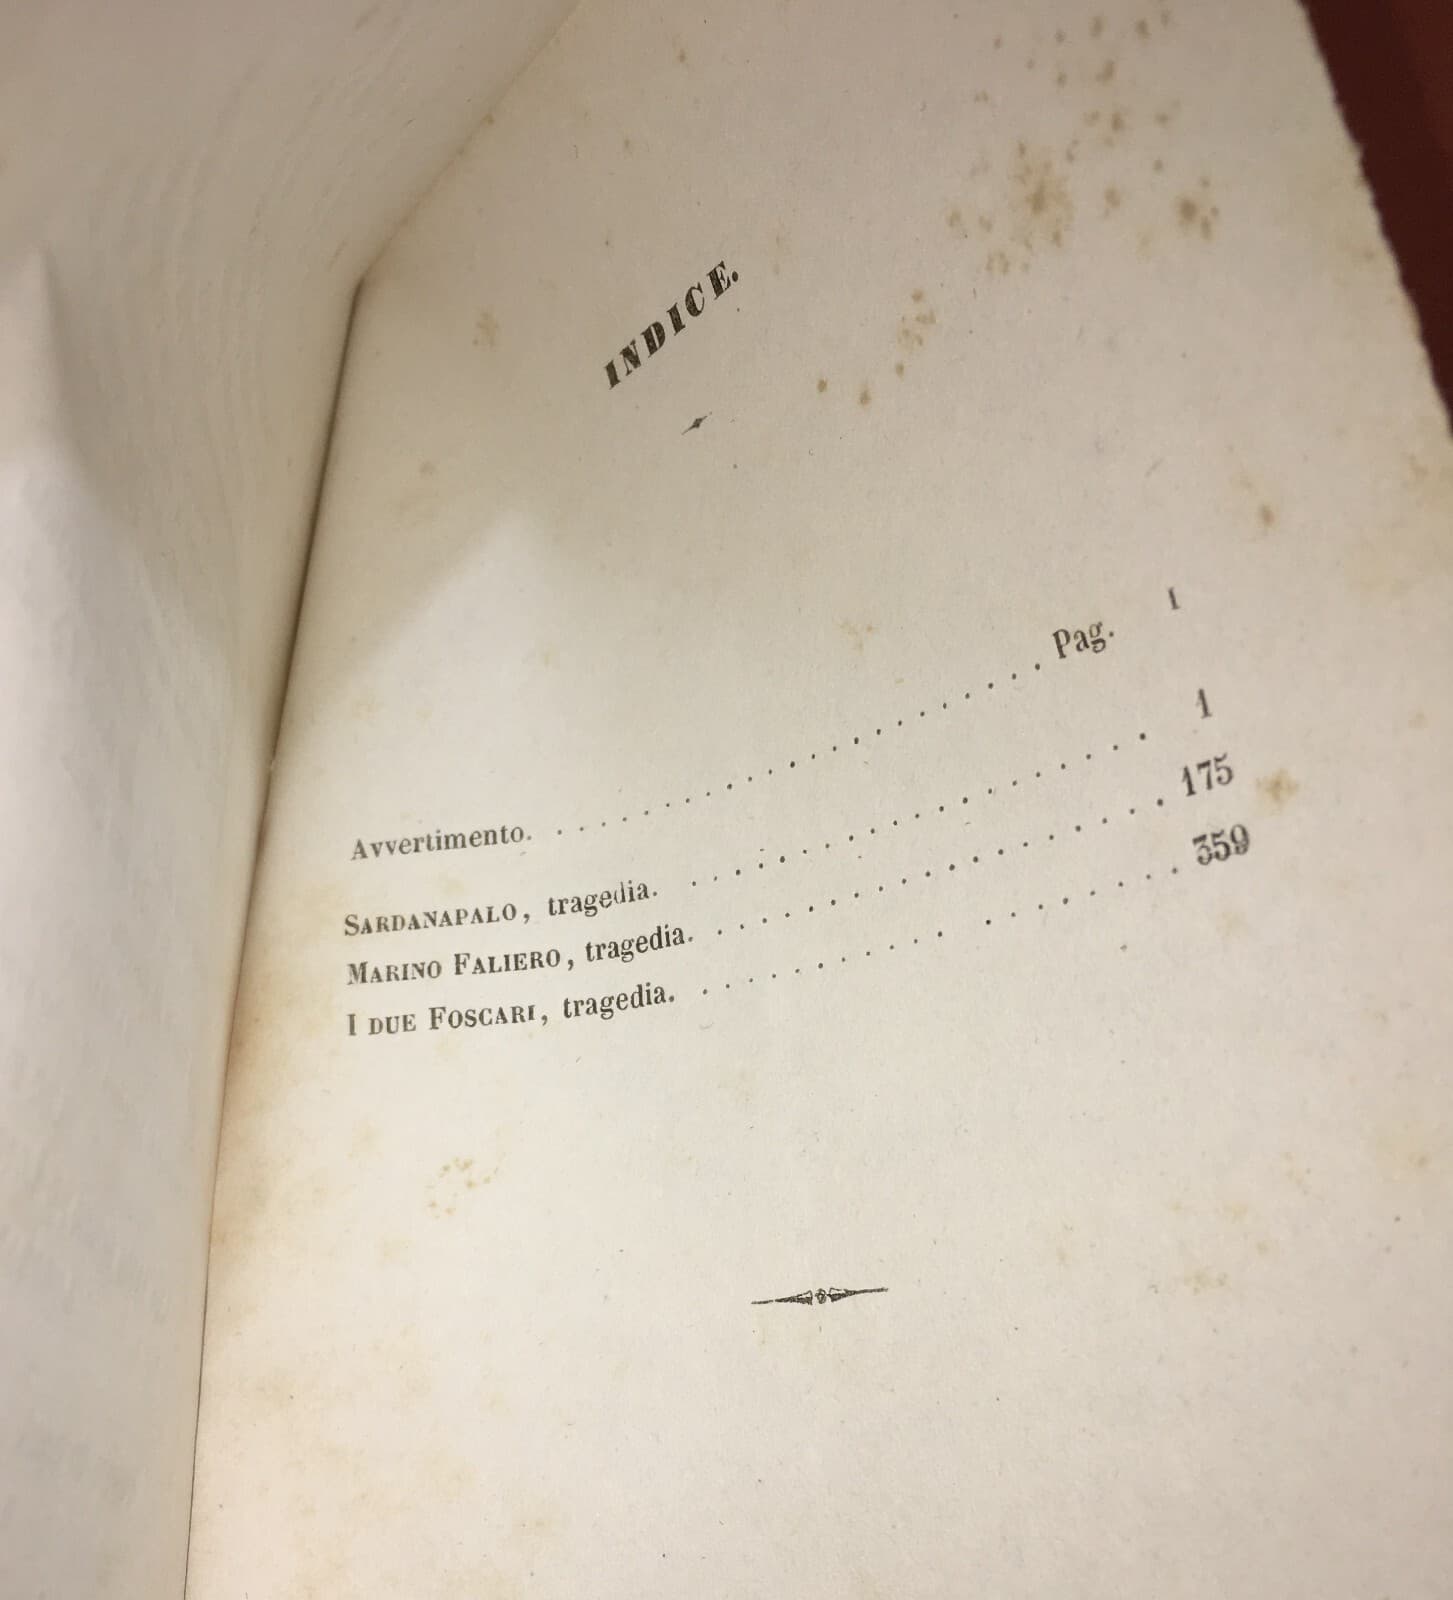 INDICE.
Avvertimento. . . . . . . . . . . . . . . . . . . . . . . . Pag. I
SARDANAPALO, tragedia. . . . . . . . . . . . . . . . . . . . . . 1
MARINO FALIERO, tragedia. . . . . . . . . . . . . . . . . . . . . 175
I DUE FOSCARI, tragedia. . . . . . . . . . . . . . . . . . . . . 359